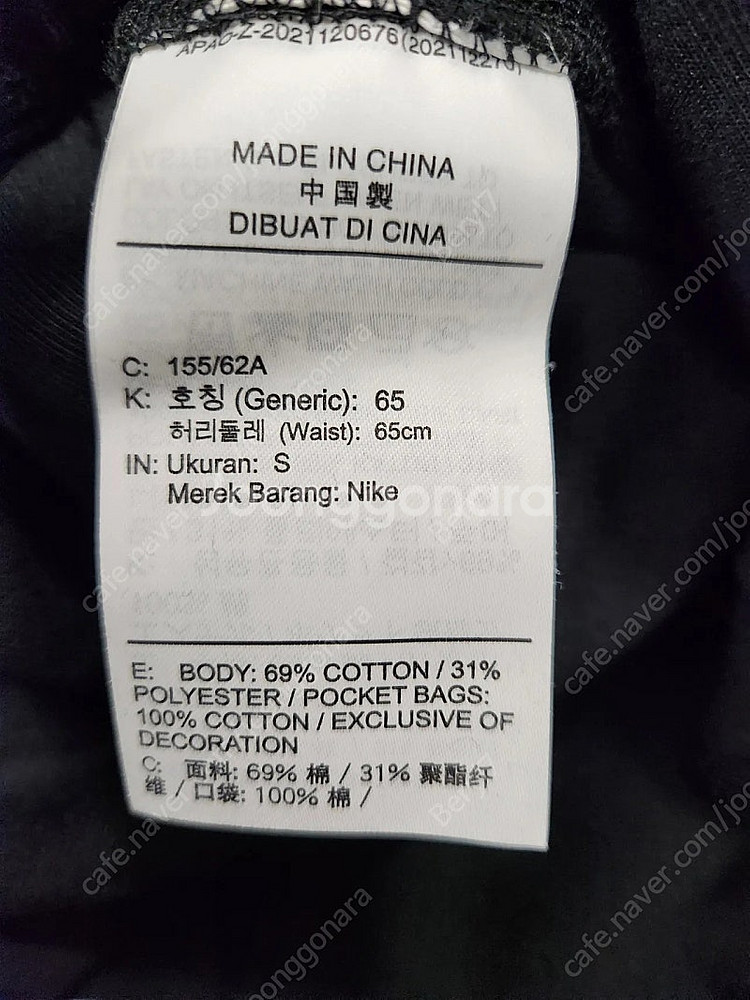 APAC-Z-2021120676(20211227())
MADE IN CHINA
中国製
DIBUAT DI CINA
C: 155/62A
K: 호칭 (Generic): 65
허리둘레 (Waist): 65cm
IN: Ukuran: S
Merek Barang: Nike
Joonggonara
E: BODY: 69% COTTON / 31%
POLYESTER / POCKET BAGS:
100% COTTON / EXCLUSIVE OF
DECORATION
C: 面料: 69% 棉 / 31% 聚酯纤
维 / 口袋: 100% 棉 /